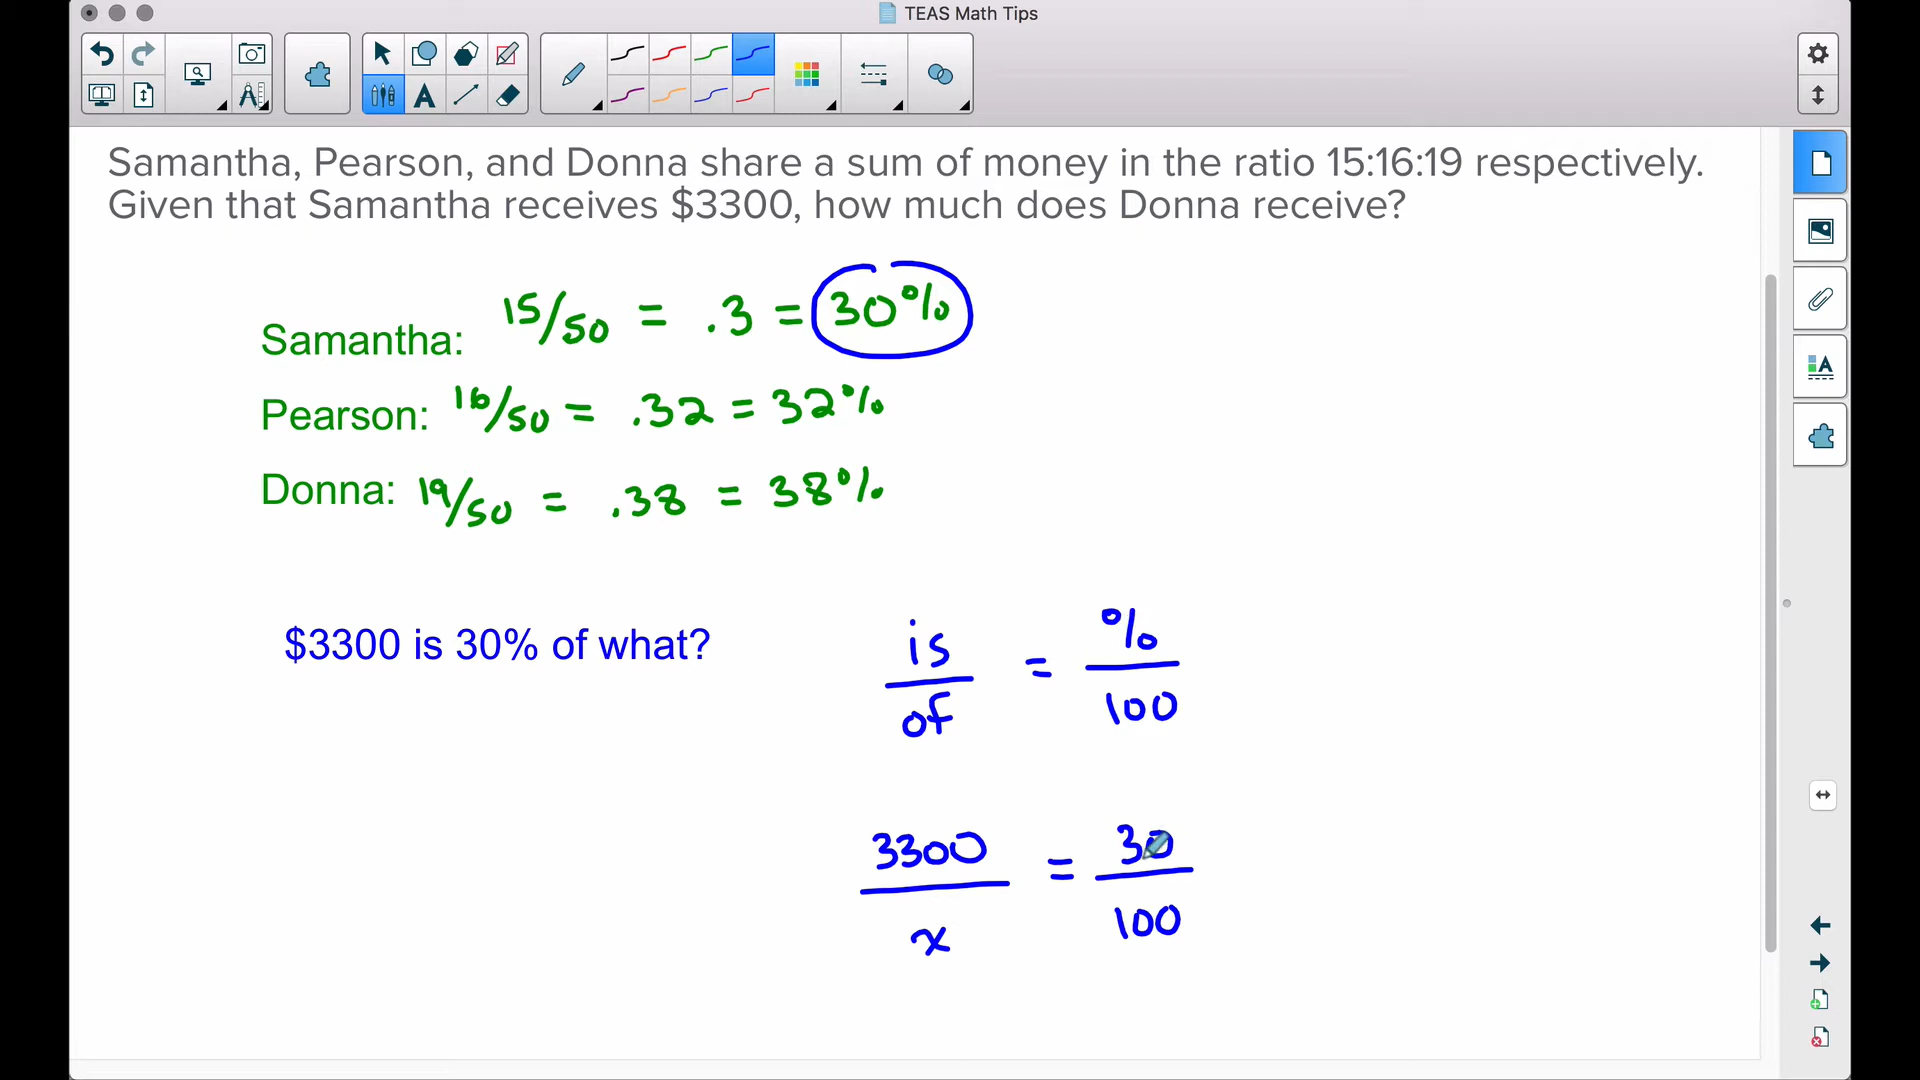 TEAS Math Tips
A
A
Samantha, Pearson, and Donna share a sum of money in the ratio 15:16:19 respectively.
Given that Samantha receives $3300, how much does Donna receive?
Samantha: 15/50 = .3 = 30%
Pearson: 16/50 = .32 = 32%
Donna: 19/50 = .38 = 38%
$3300 is 30% of what?
is = %
of 100
3300 = 30
x 100